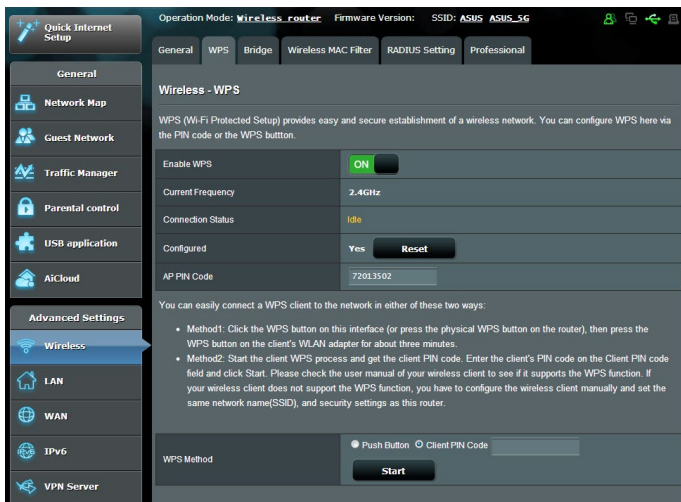 Quick Internet
Setup
Operation Mode: Wireless router Firmware Version: SSID: ASUS ASUS_5G
General WPS Bridge Wireless MAC Filter RADIUS Setting Professional
General
Network Map
Guest Network
Traffic Manager
Parental control
USB application
AiCloud
Advanced Settings
Wireless
LAN
WAN
IPv6
VPN Server
Wireless - WPS
WPS (Wi-Fi Protected Setup) provides easy and secure establishment of a wireless network. You can configure WPS here via
the PIN code or the WPS buttton.
Enable WPS ON
Current Frequency 2.4GHz
Connection Status Idle
Configured Yes Reset
AP PIN Code 72013502
You can easily connect a WPS client to the network in either of these two ways:
• Method1: Click the WPS button on this interface (or press the physical WPS button on the router), then press the
WPS button on the client's WLAN adapter for about three minutes.
• Method2: Start the client WPS process and get the client PIN code. Enter the client's PIN code on the Client PIN code
field and click Start. Please check the user manual of your wireless client to see if it supports the WPS function. If
your wireless client does not support the WPS function, you have to configure the wireless client manually and set the
same network name(SSID), and security settings as this router.
WPS Method Push Button Client PIN Code
Start